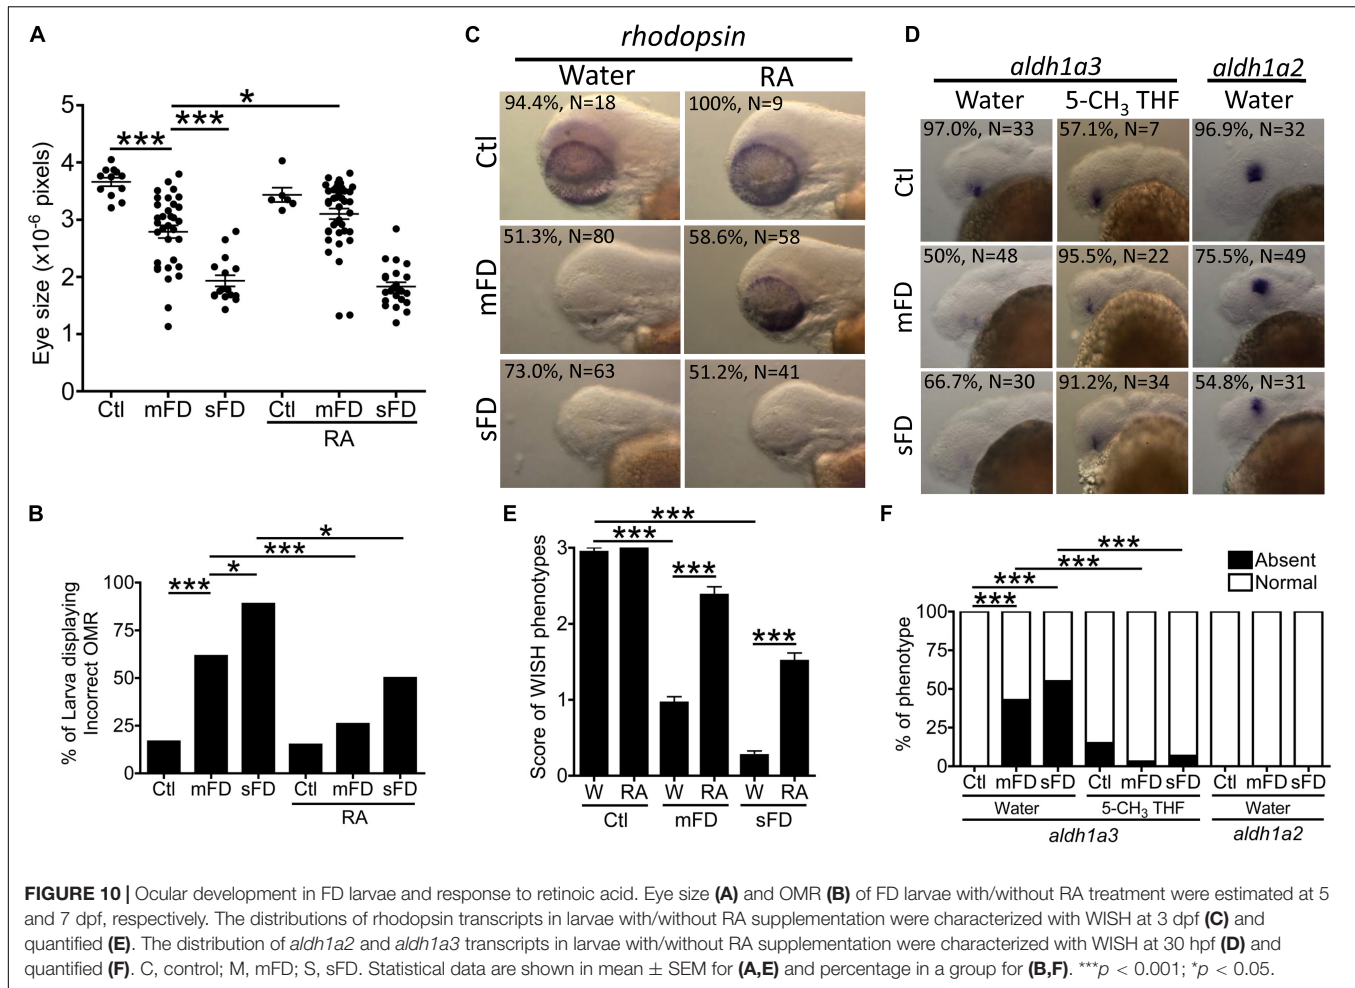 A
***
***
*
Eye size (x10-6 pixels)
5
4
3
2
1
0
Ctl mFD sFD Ctl mFD sFD
RA
B
% of Larva displaying
Incorrect OMR
***
*
***
*
100
75
50
25
0
Ctl mFD sFD Ctl mFD sFD
RA
C
rhodopsin
Water RA
Ctl
94.4%, N=18 100%, N=9
mFD
51.3%, N=80 58.6%, N=58
sFD
73.0%, N=63 51.2%, N=41
D
aldh1a3 aldh1a2
Water 5-CH3 THF Water
Ctl
97.0%, N=33 57.1%, N=7 96.9%, N=32
mFD
50%, N=48 95.5%, N=22 75.5%, N=49
sFD
66.7%, N=30 91.2%, N=34 54.8%, N=31
E
Score of WISH phenotypes
***
***
***
***
3
2
1
0
W RA W RA W RA
Ctl mFD sFD
F
Absent
Normal
***
***
***
***
% of phenotype
100
75
50
25
0
Ctl mFD sFD Ctl mFD sFD Ctl mFD sFD
Water 5-CH3 THF Water
aldh1a3 aldh1a2
FIGURE 10 | Ocular development in FD larvae and response to retinoic acid. Eye size (A) and OMR (B) of FD larvae with/without RA treatment were estimated at 5
and 7 dpf, respectively. The distributions of rhodopsin transcripts in larvae with/without RA supplementation were characterized with WISH at 3 dpf (C) and
quantified (E). The distribution of aldh1a2 and aldh1a3 transcripts in larvae with/without RA supplementation were characterized with WISH at 30 hpf (D) and
quantified (F). C, control; M, mFD; S, sFD. Statistical data are shown in mean ± SEM for (A,E) and percentage in a group for (B,F). ***p < 0.001; *p < 0.05.